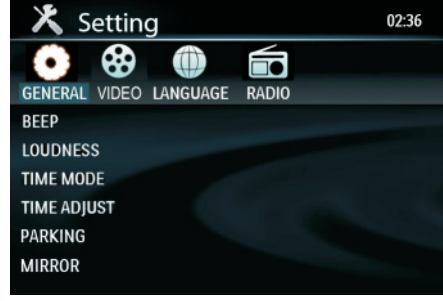 Setting 02:36
GENERAL VIDEO LANGUAGE RADIO
BEEP
LOUDNESS
TIME MODE
TIME ADJUST
PARKING
MIRROR